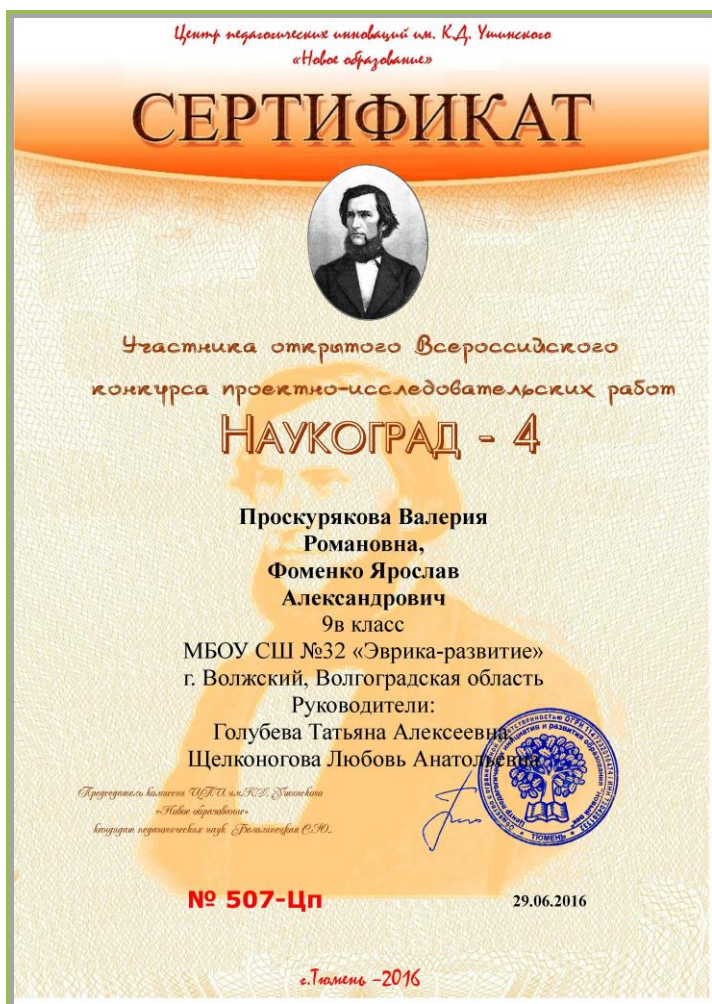 Центр педагогических инноваций им. К.Д. Ушинского
«Новое образование»
СЕРТИФИКАТ
Участника открытого Всероссийского
конкурса проектно-исследовательских работ
НАУКОГРАД - 4
Проскурякова Валерия
Романовна,
Фоменко Ярослав
Александрович
9в класс
МБОУ СШ №32 «Эврика-развитие»
г. Волжский, Волгоградская область
Руководители:
Голубева Татьяна Алексеевна,
Щелконогова Любовь Анатольевна
Председатель комиссии ЦПИ им.К.Д. Ушинского
«Новое образование»
кандидат педагогических наук
ТЮМЕНЬ
№ 507-Цп
29.06.2016
г.Тюмень -2016